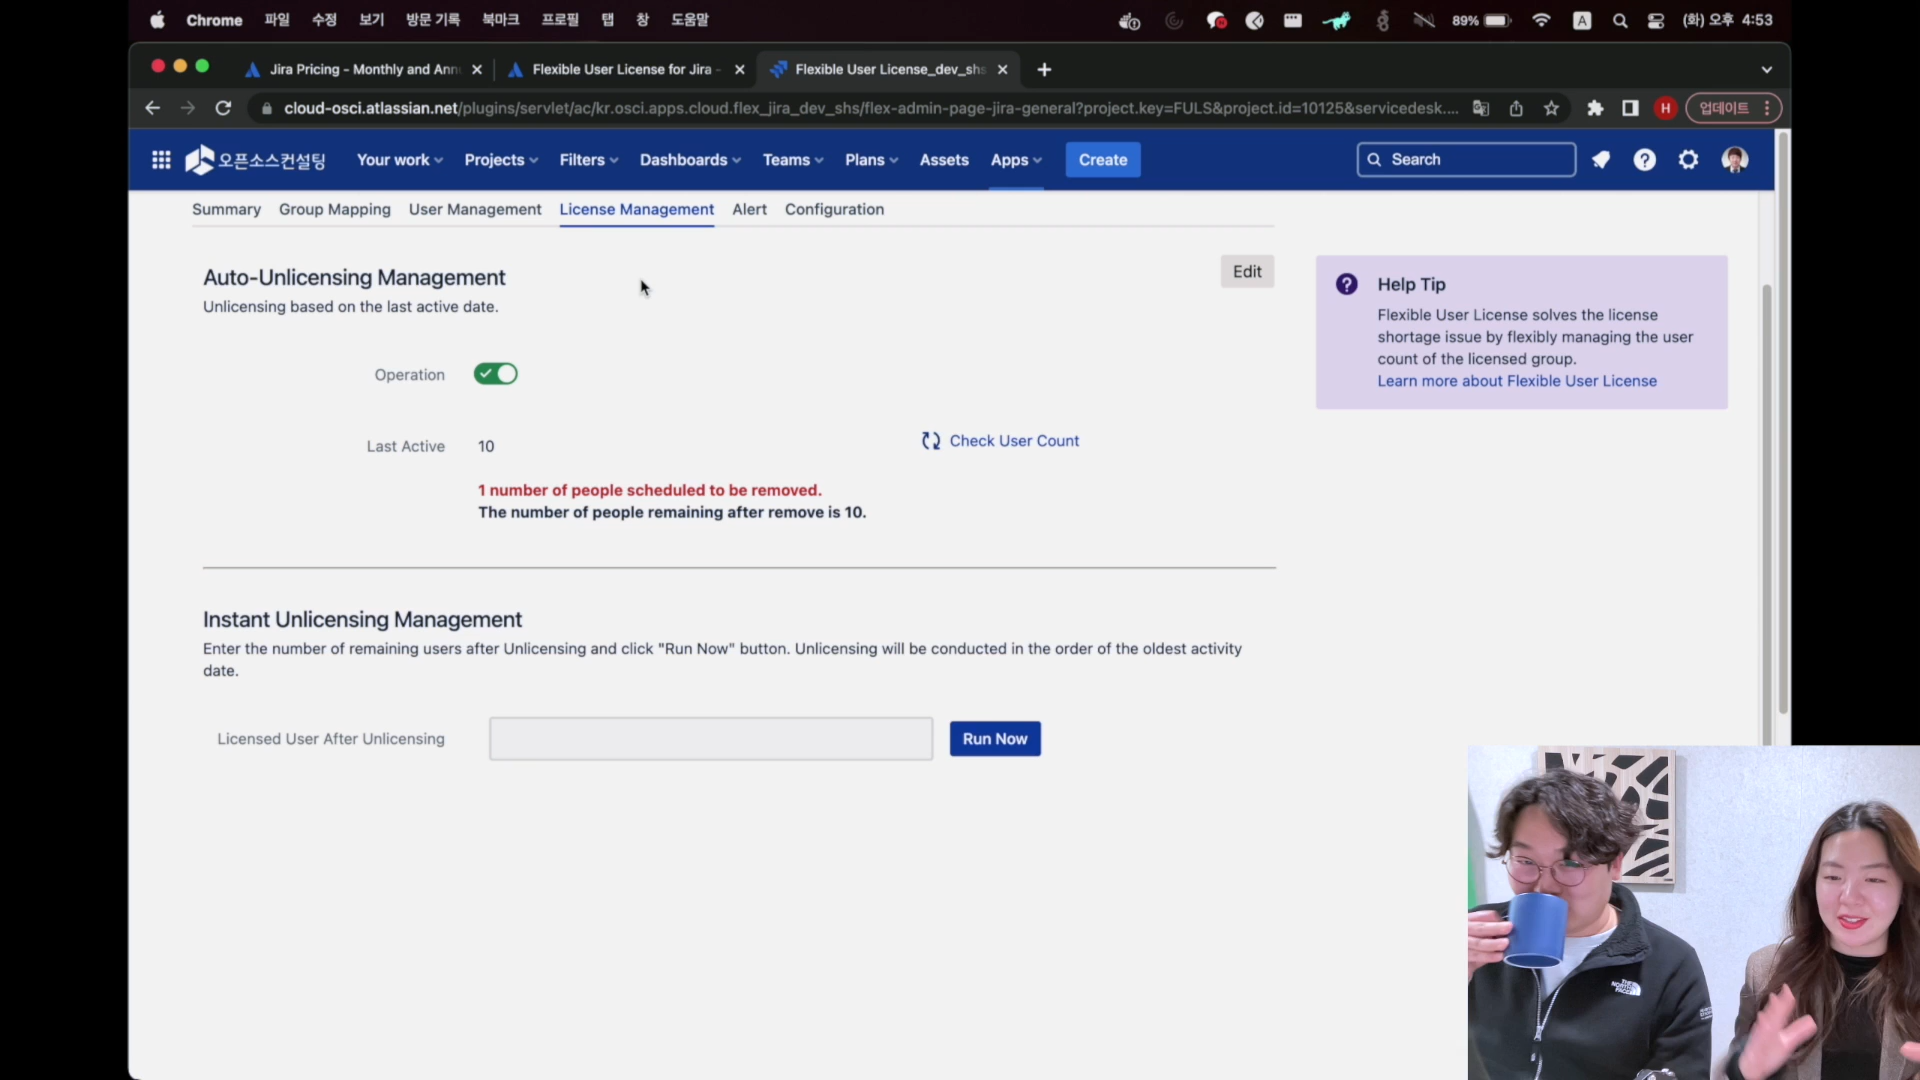 Chrome 파일 수정 보기 방문 기록 북마크 프로필 탭 창 도움말 89% A (화) 오후 4:53
Jira Pricing - Monthly and Ann
Flexible User License for Jira -
Flexible User License_dev_shs
cloud-osci.atlassian.net/plugins/servlet/ac/kr.osci.apps.cloud.flex_jira_dev_shs/flex-admin-page-jira-general?project.key=FULS&project.id=10125&servicedesk.... H 업데이트
오픈소스컨설팅 Your work Projects Filters Dashboards Teams Plans Assets Apps Create Search
Summary Group Mapping User Management License Management Alert Configuration
Auto-Unlicensing Management
Edit
Unlicensing based on the last active date.
Operation
Last Active 10
Check User Count
1 number of people scheduled to be removed.
The number of people remaining after remove is 10.
Help Tip
Flexible User License solves the license
shortage issue by flexibly managing the user
count of the licensed group.
Learn more about Flexible User License
Instant Unlicensing Management
Enter the number of remaining users after Unlicensing and click "Run Now" button. Unlicensing will be conducted in the order of the oldest activity
date.
Licensed User After Unlicensing
Run Now
THE
NORTH
FACE